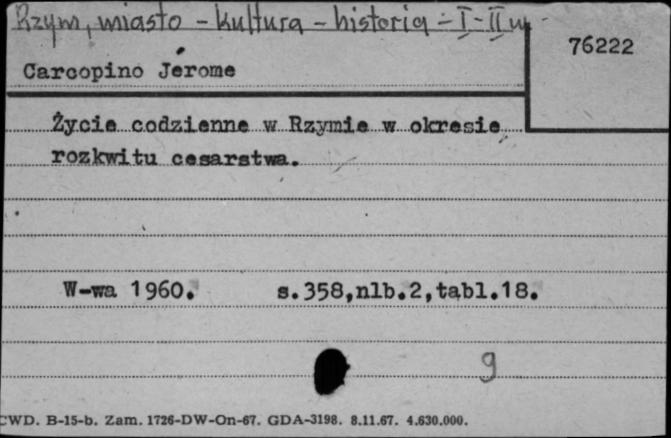 Rzym, miasto - kultura - historia - I-II w.
76222
Carcopino Jérome
Życie codzienne w Rzymie w okresie
rozkwitu cesarstwa.
W-wa 1960. s.358,nlb.2,tabl.18.
9
CWD. B-15-b. Zam. 1726-DW-On-67. GDA-3198. 8.11.67. 4.630.000.